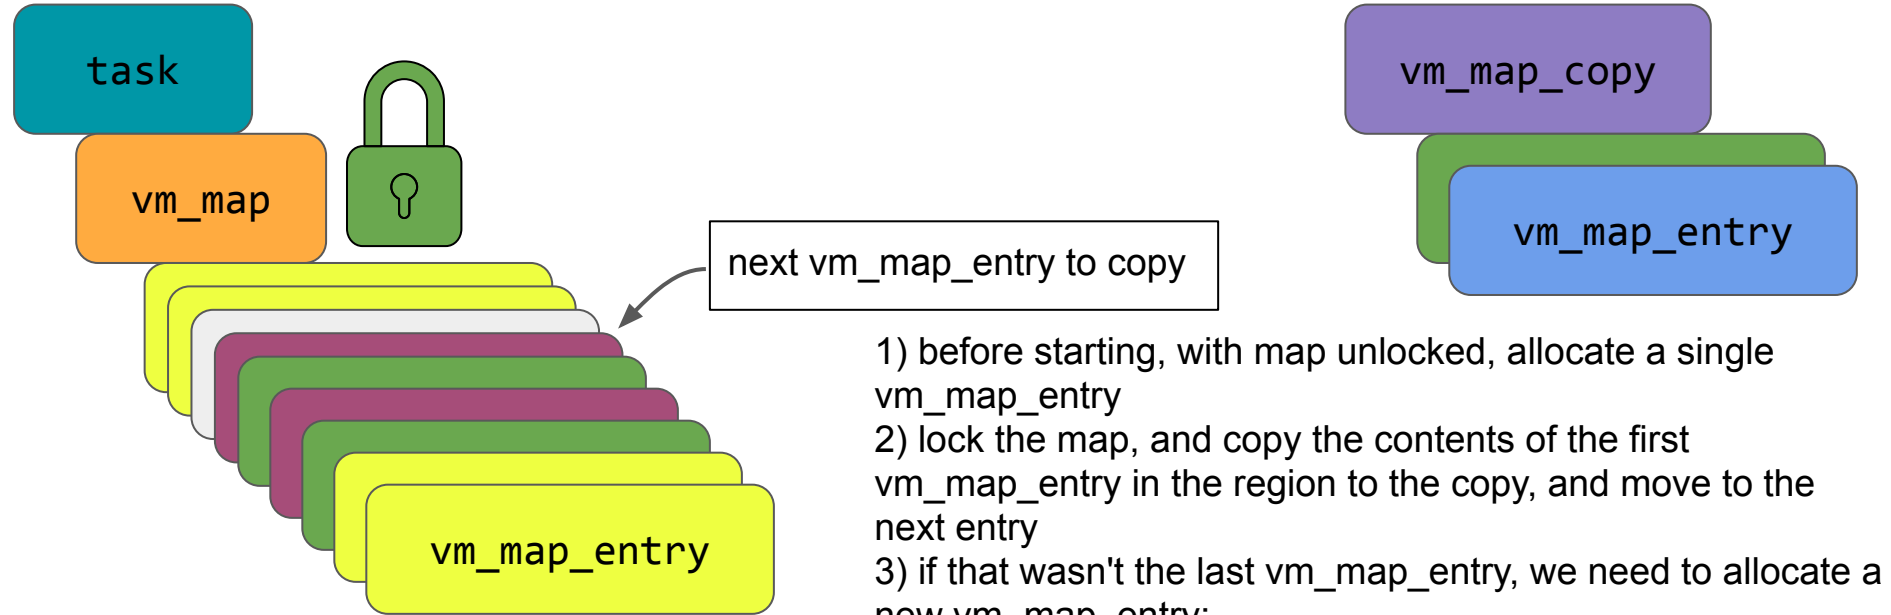 task
vm_map_copy
vm_map
vm_map_entry
next vm_map_entry to copy
1) before starting, with map unlocked, allocate a single
vm_map_entry
2) lock the map, and copy the contents of the first
vm_map_entry in the region to the copy, and move to the
next entry
3) if that wasn't the last vm_map_entry, we need to allocate a
new vm_map_entry:
vm_map_entry